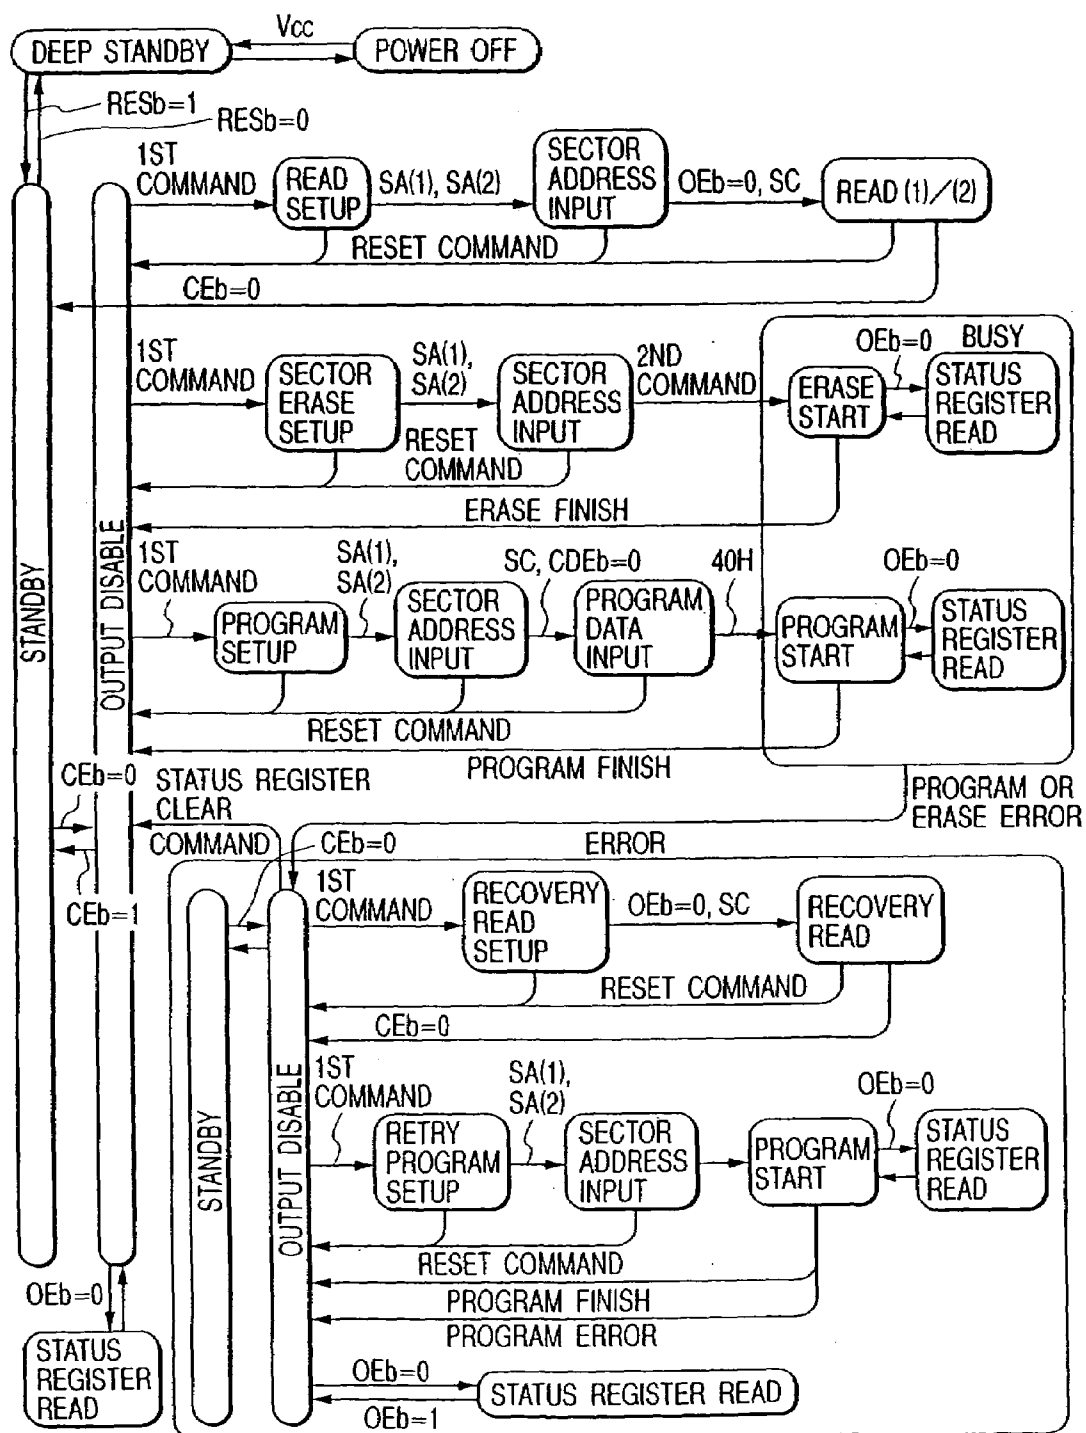 Vcc
DEEP STANDBY
POWER OFF
RESb=1
RESb=0
1ST
COMMAND
READ
SETUP
SA(1), SA(2)
SECTOR
ADDRESS
INPUT
OEb=0, SC
READ (1)/(2)
RESET COMMAND
CEb=0
1ST
COMMAND
SECTOR
ERASE
SETUP
SA(1),
SA(2)
SECTOR
ADDRESS
INPUT
2ND
COMMAND
ERASE
START
OEb=0
BUSY
STATUS
REGISTER
READ
RESET
COMMAND
ERASE FINISH
STANDBY
OUTPUT DISABLE
1ST
COMMAND
PROGRAM
SETUP
SA(1),
SA(2)
SECTOR
ADDRESS
INPUT
SC, CDEb=0
PROGRAM
DATA
INPUT
40H
PROGRAM
START
OEb=0
STATUS
REGISTER
READ
RESET COMMAND
PROGRAM FINISH
CEb=0
CEb=1
STATUS REGISTER
CLEAR
COMMAND
PROGRAM OR
ERASE ERROR
ERROR
CEb=0
1ST
COMMAND
RECOVERY
READ
SETUP
OEb=0, SC
RECOVERY
READ
RESET COMMAND
CEb=0
STANDBY
OUTPUT DISABLE
1ST
COMMAND
RETRY
PROGRAM
SETUP
SA(1),
SA(2)
SECTOR
ADDRESS
INPUT
PROGRAM
START
OEb=0
STATUS
REGISTER
READ
RESET COMMAND
PROGRAM FINISH
PROGRAM ERROR
OEb=0
STATUS
REGISTER
READ
OEb=0
OEb=1
STATUS REGISTER READ